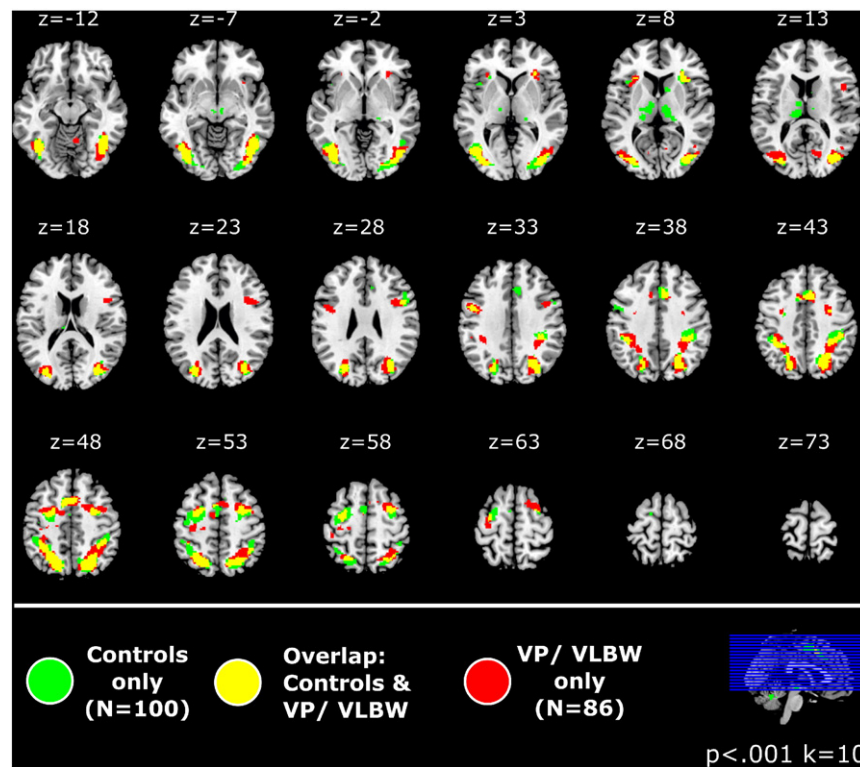 z=-12 z=-7 z=-2 z=3 z=8 z=13
z=18 z=23 z=28 z=33 z=38 z=43
z=48 z=53 z=58 z=63 z=68 z=73
Controls
only
(N=100)
Overlap:
Controls &
VP/ VLBW
VP/ VLBW
only
(N=86)
p<.001 k=10